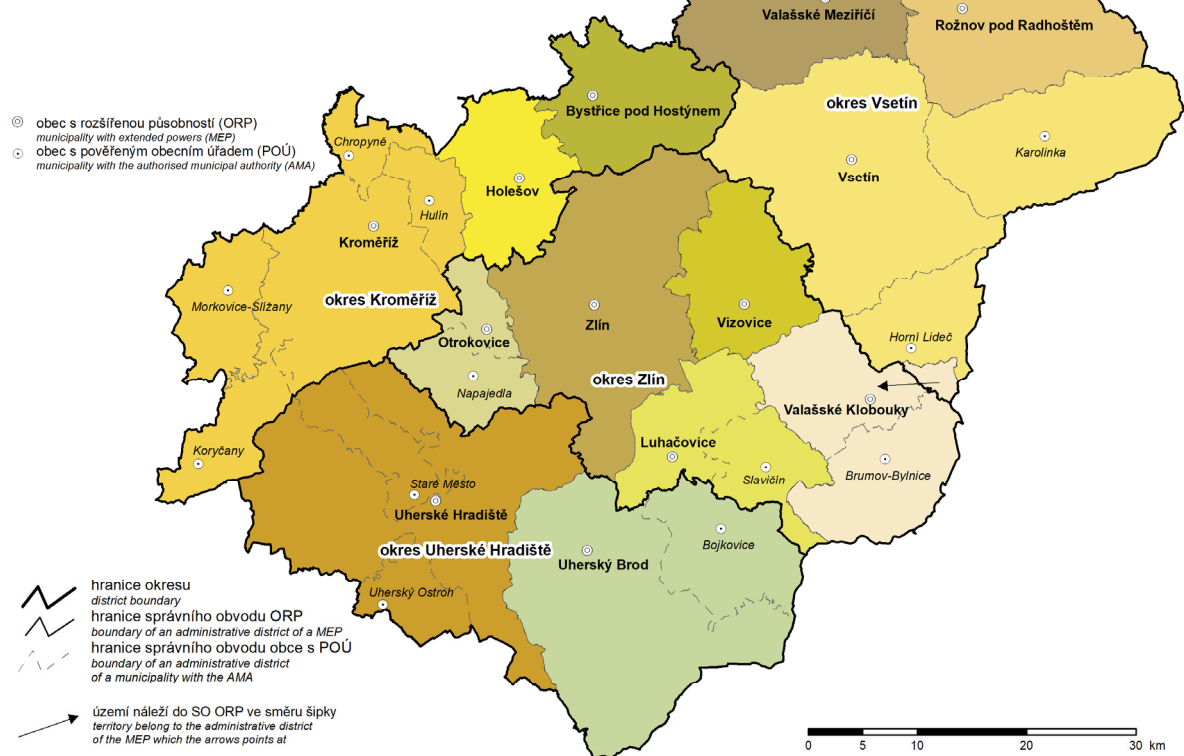 Valašské Meziříčí
Rožnov pod Radhoštěm
okres Vsetín
Bystřice pod Hostýnem
obec s rozšířenou působností (ORP)
municipality with extended powers (MEP)
obec s pověřeným obecním úřadem (POÚ)
municipality with the authorised municipal authority (AMA)
Chropyně
Karolinka
Vsetín
Holešov
Hulín
Kroměříž
okres Kroměříž
Morkovice-Slížany
Zlín
Vizovice
Otrokovice
Horní Lideč
okres Zlín
Napajedla
Valašské Klobouky
Luhačovice
Koryčany
Slavičín
Brumov-Bylnice
Staré Město
Uherské Hradiště
Bojkovice
okres Uherské Hradiště
Uherský Brod
Uherský Ostroh
hranice okresu
district boundary
hranice správního obvodu ORP
boundary of an administrative district of a MEP
hranice správního obvodu obce s POÚ
boundary of an administrative district
of a municipality with the AMA
území náleží do SO ORP ve směru šipky
territory belong to the administrative district
of the MEP which the arrows points at
0 5 10 20 30 km